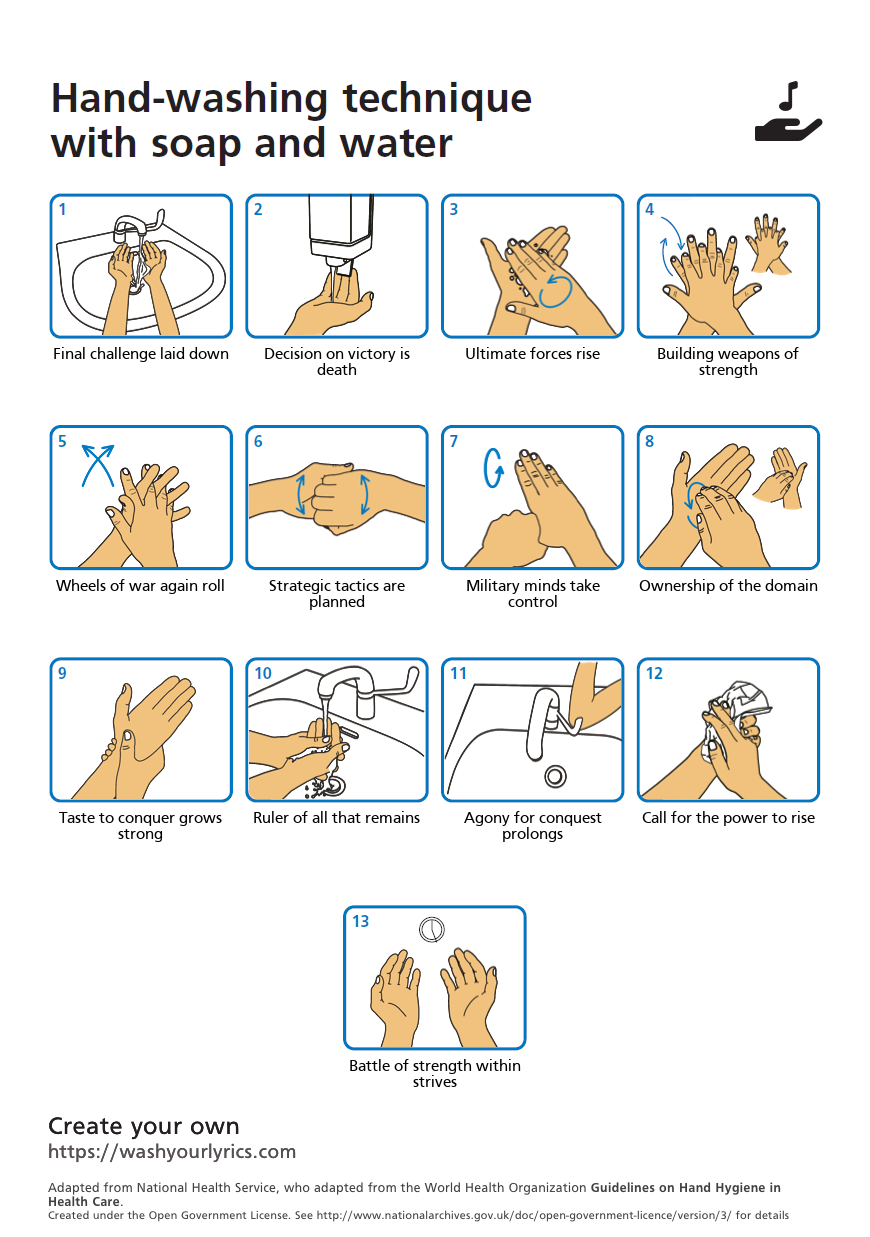 Hand-washing technique
with soap and water
1
2
3
4
Final challenge laid down
Decision on victory is
death
Ultimate forces rise
Building weapons of
strength
5
6
7
8
Wheels of war again roll
Strategic tactics are
planned
Military minds take
control
Ownership of the domain
9
10
11
12
Taste to conquer grows
strong
Ruler of all that remains
Agony for conquest
prolongs
Call for the power to rise
13
Battle of strength within
strives
Create your own
https://washyourlyrics.com
Adapted from National Health Service, who adapted from the World Health Organization Guidelines on Hand Hygiene in
Health Care.
Created under the Open Government License. See http://www.nationalarchives.gov.uk/doc/open-government-licence/version/3/ for details